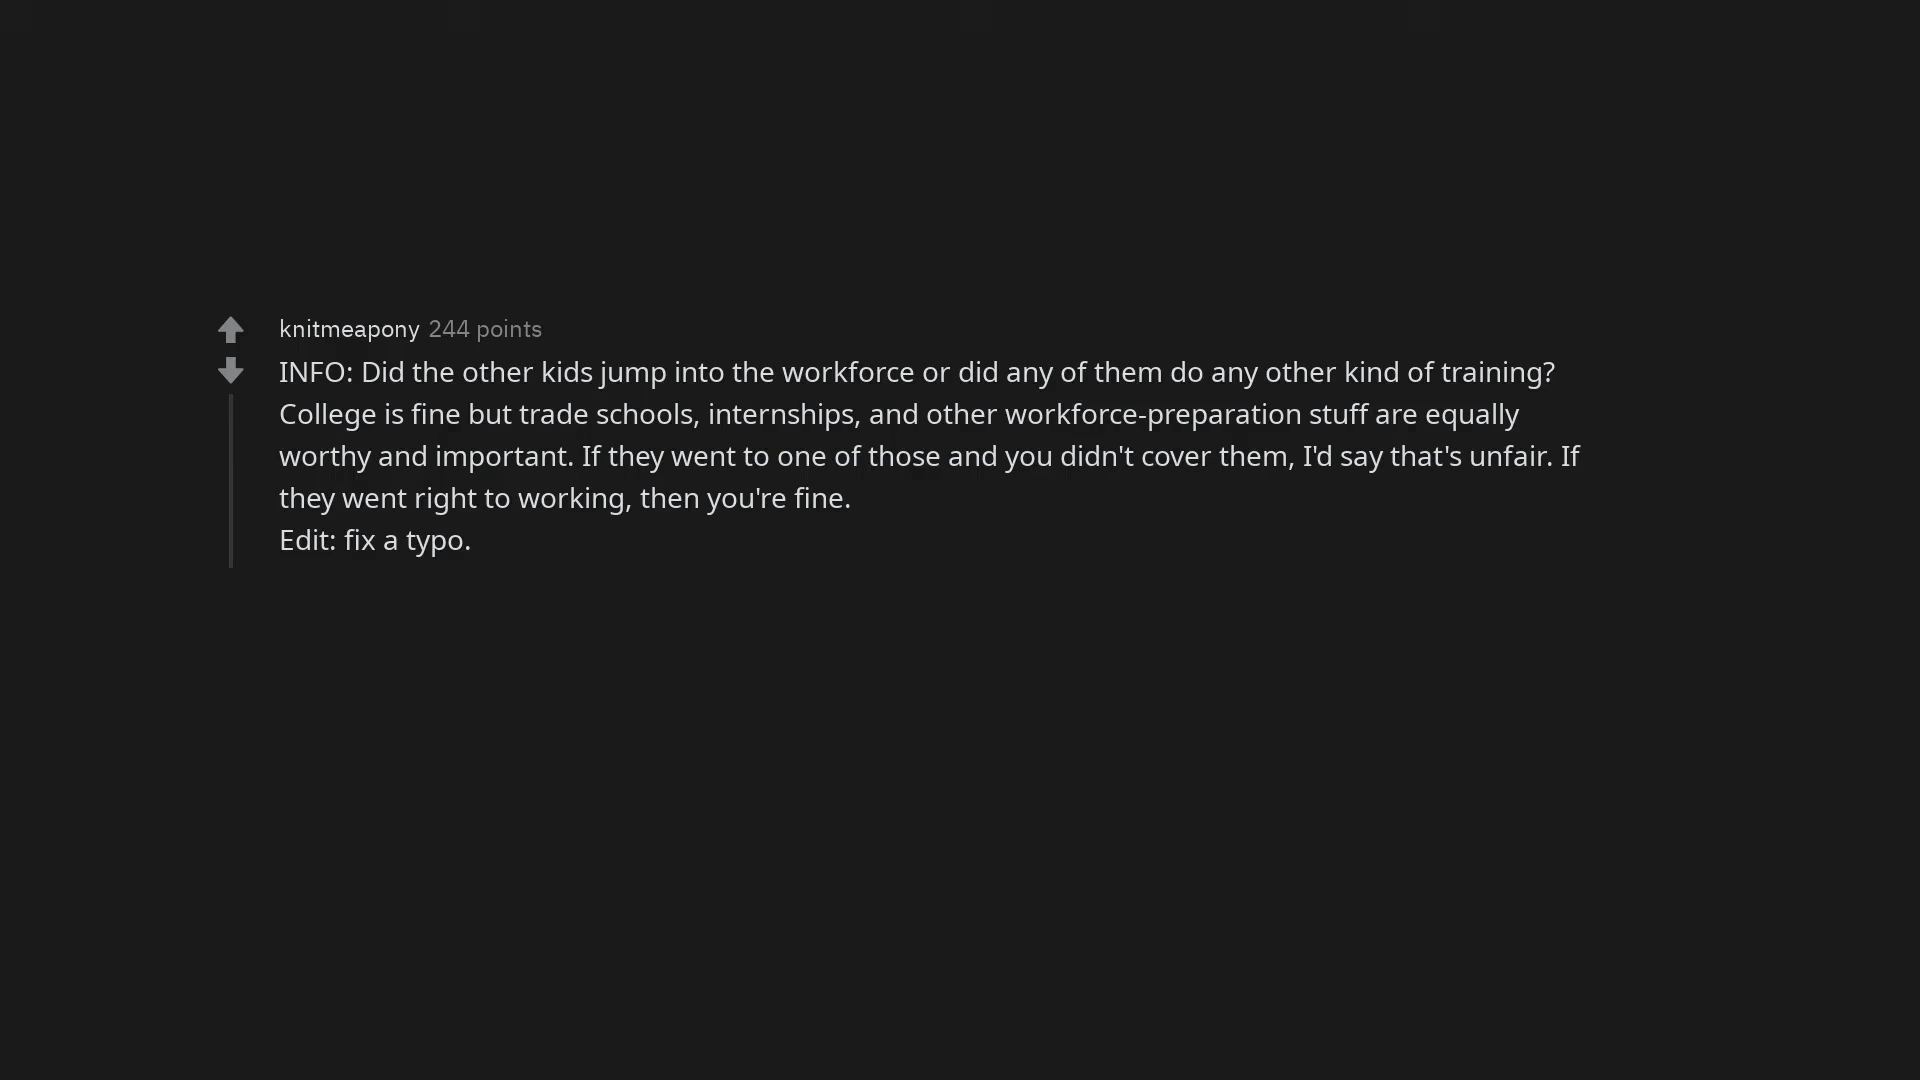 knitmeapony 244 points
INFO: Did the other kids jump into the workforce or did any of them do any other kind of training?
College is fine but trade schools, internships, and other workforce-preparation stuff are equally
worthy and important. If they went to one of those and you didn't cover them, I'd say that's unfair. If
they went right to working, then you're fine.
Edit: fix a typo.